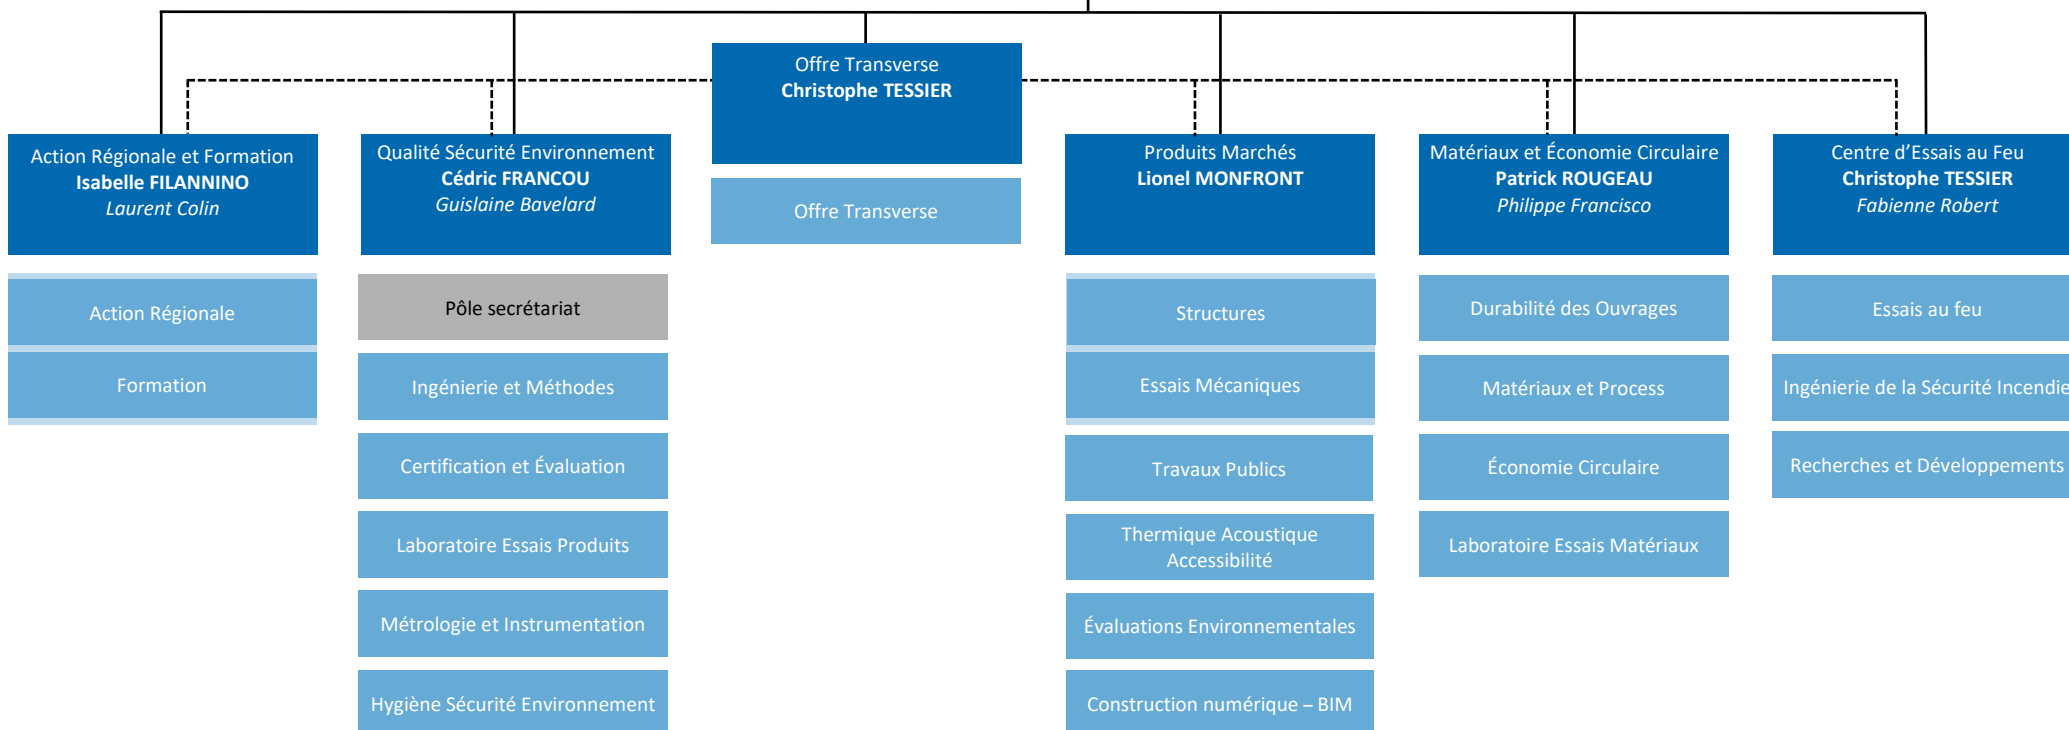 Offre Transverse
Christophe TESSIER
Offre Transverse
Action Régionale et Formation
Isabelle FILANNINO
Laurent Colin
Action Régionale
Formation
Qualité Sécurité Environnement
Cédric FRANCOU
Guislaine Bavelard
Pôle secrétariat
Ingénierie et Méthodes
Certification et Évaluation
Laboratoire Essais Produits
Métrologie et Instrumentation
Hygiène Sécurité Environnement
Produits Marchés
Lionel MONFRONT
Structures
Essais Mécaniques
Travaux Publics
Thermique Acoustique
Accessibilité
Évaluations Environnementales
Construction numérique – BIM
Matériaux et Économie Circulaire
Patrick ROUGEAU
Philippe Francisco
Durabilité des Ouvrages
Matériaux et Process
Économie Circulaire
Laboratoire Essais Matériaux
Centre d’Essais au Feu
Christophe TESSIER
Fabienne Robert
Essais au feu
Ingénierie de la Sécurité Incendie
Recherches et Développements